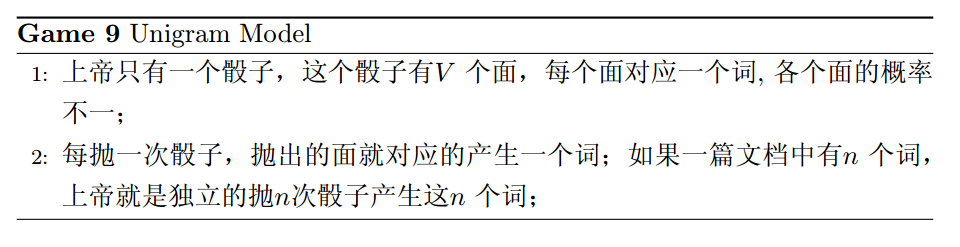 Game 9 Unigram Model
1: 上帝只有一个骰子，这个骰子有V 个面，每个面对应一个词, 各个面的概率
不一；
2: 每抛一次骰子，抛出的面就对应的产生一个词；如果一篇文档中有n 个词，
上帝就是独立的抛n次骰子产生这n 个词；